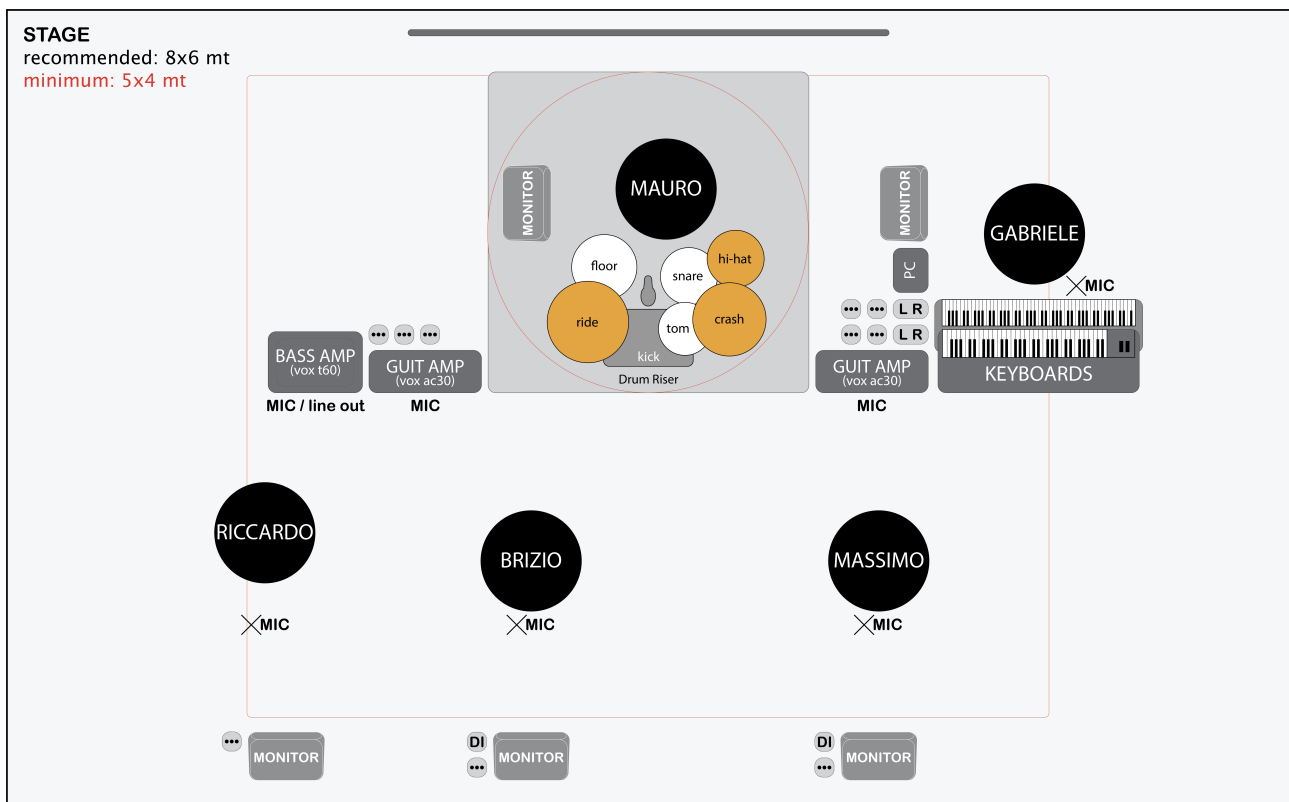 STAGE
recommended: 8x6 mt
minimum: 5x4 mt
MAURO
MONITOR
MONITOR
GABRIELE
floor
snare
hi-hat
PC
MIC
ride
tom
crash
••• ••• L R
••• ••• L R
••• ••• •••
kick
Drum Riser
BASS AMP
(vox t60)
MIC / line out
GUIT AMP
(vox ac30)
MIC
GUIT AMP
(vox ac30)
MIC
KEYBOARDS
RICCARDO
MIC
BRIZIO
MIC
MASSIMO
MIC
•••
MONITOR
DI
•••
MONITOR
DI
•••
MONITOR